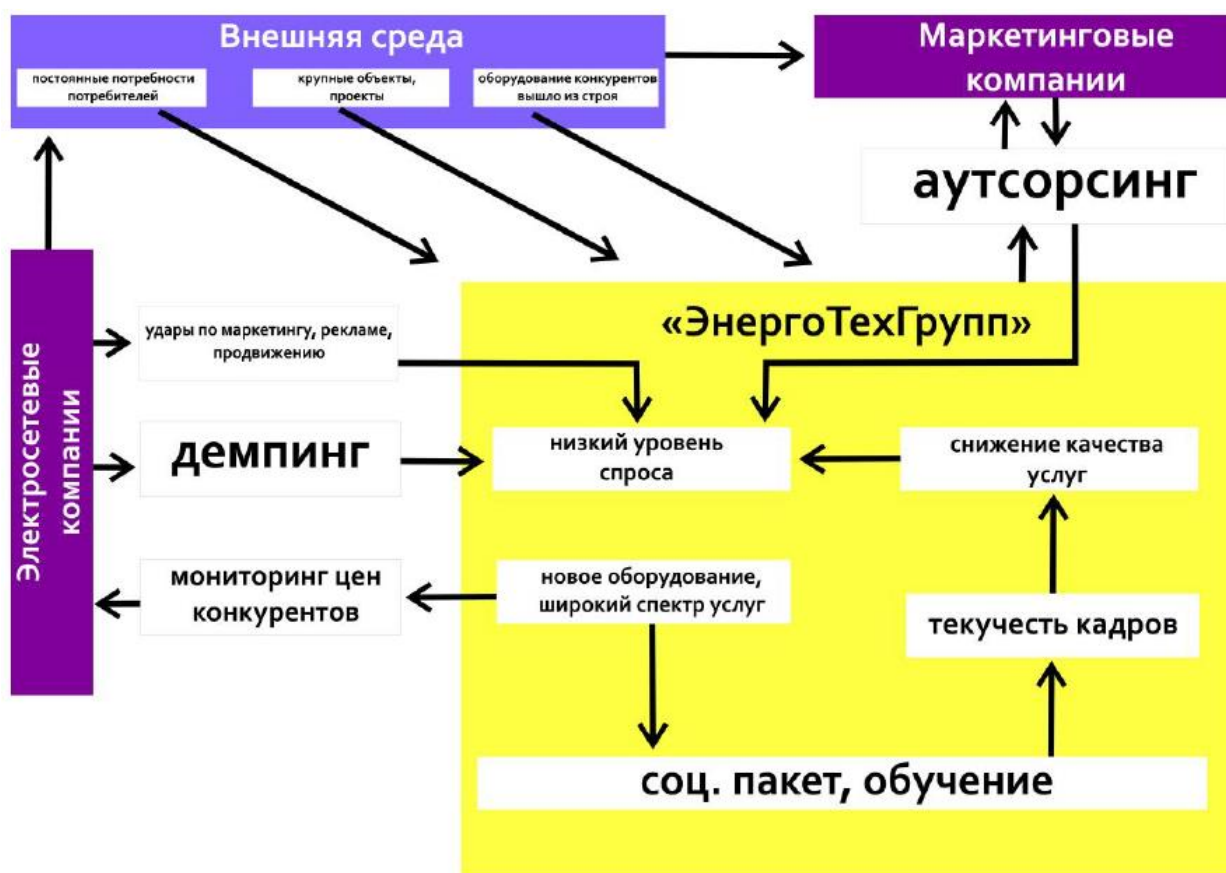 Внешняя среда
постоянные потребности
потребителей
крупные объекты,
проекты
оборудование конкурентов
вышло из строя
Маркетинговые
компании
аутсорсинг
Электросетевые
компании
удары по маркетингу, рекламе,
продвижению
демпинг
мониторинг цен
конкурентов
«ЭнергоТехГрупп»
низкий уровень
спроса
снижение качества
услуг
новое оборудование,
широкий спектр услуг
текучесть кадров
соц. пакет, обучение